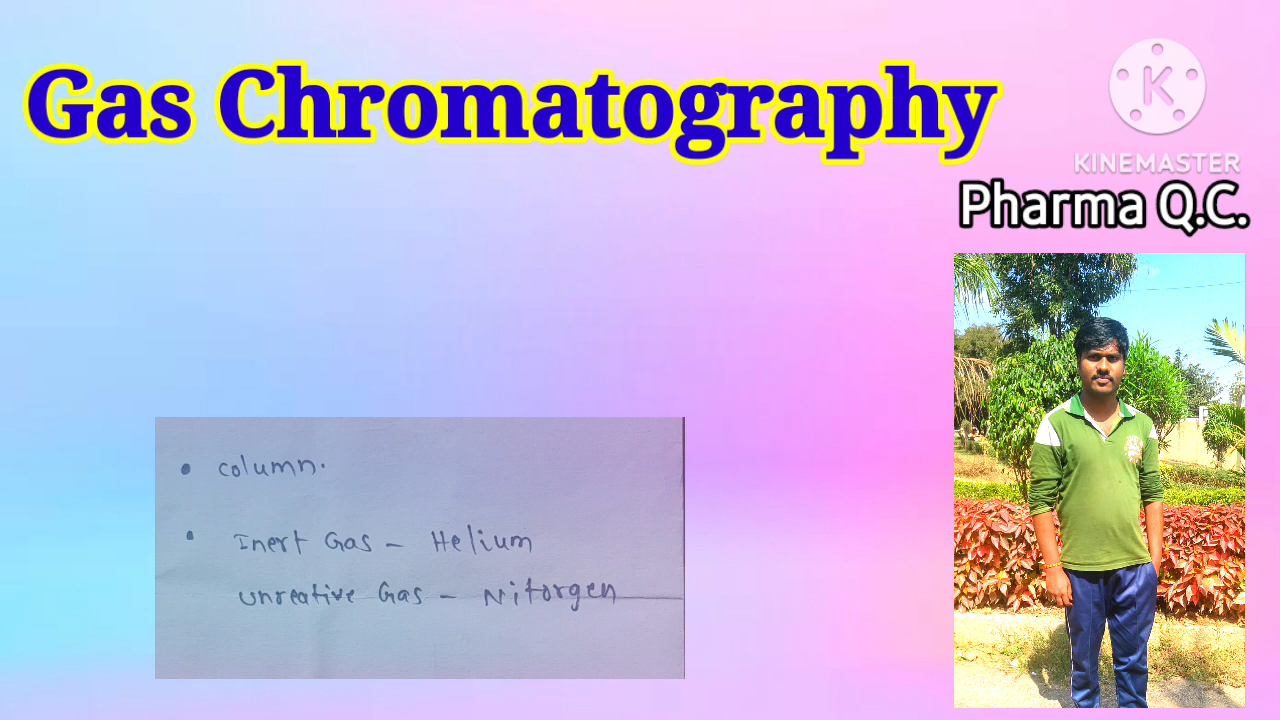 Gas Chromatography
KINEMASTER
Pharma Q.C.
• column.
• Inert Gas - Helium
unreative Gas - Nitorgen